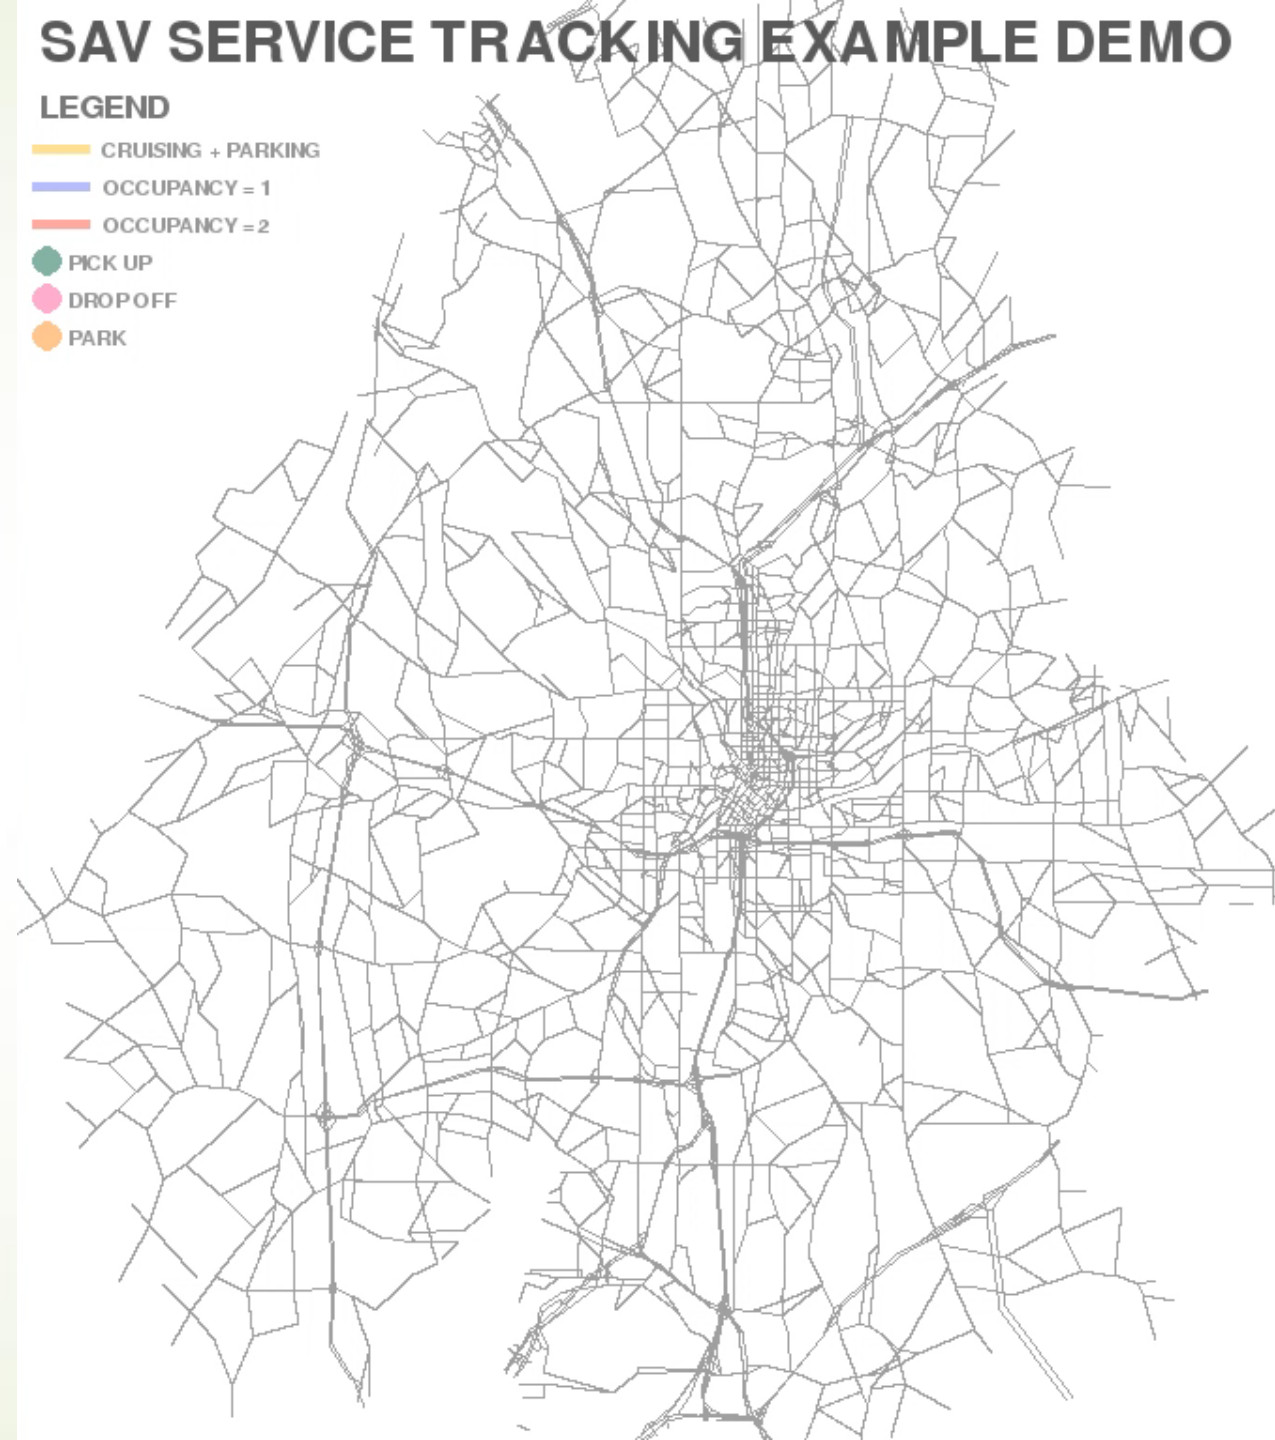 SAV SERVICE TRACKING EXAMPLE DEMO
LEGEND
CRUISING + PARKING
OCCUPANCY = 1
OCCUPANCY = 2
PICK UP
DROPOFF
PARK